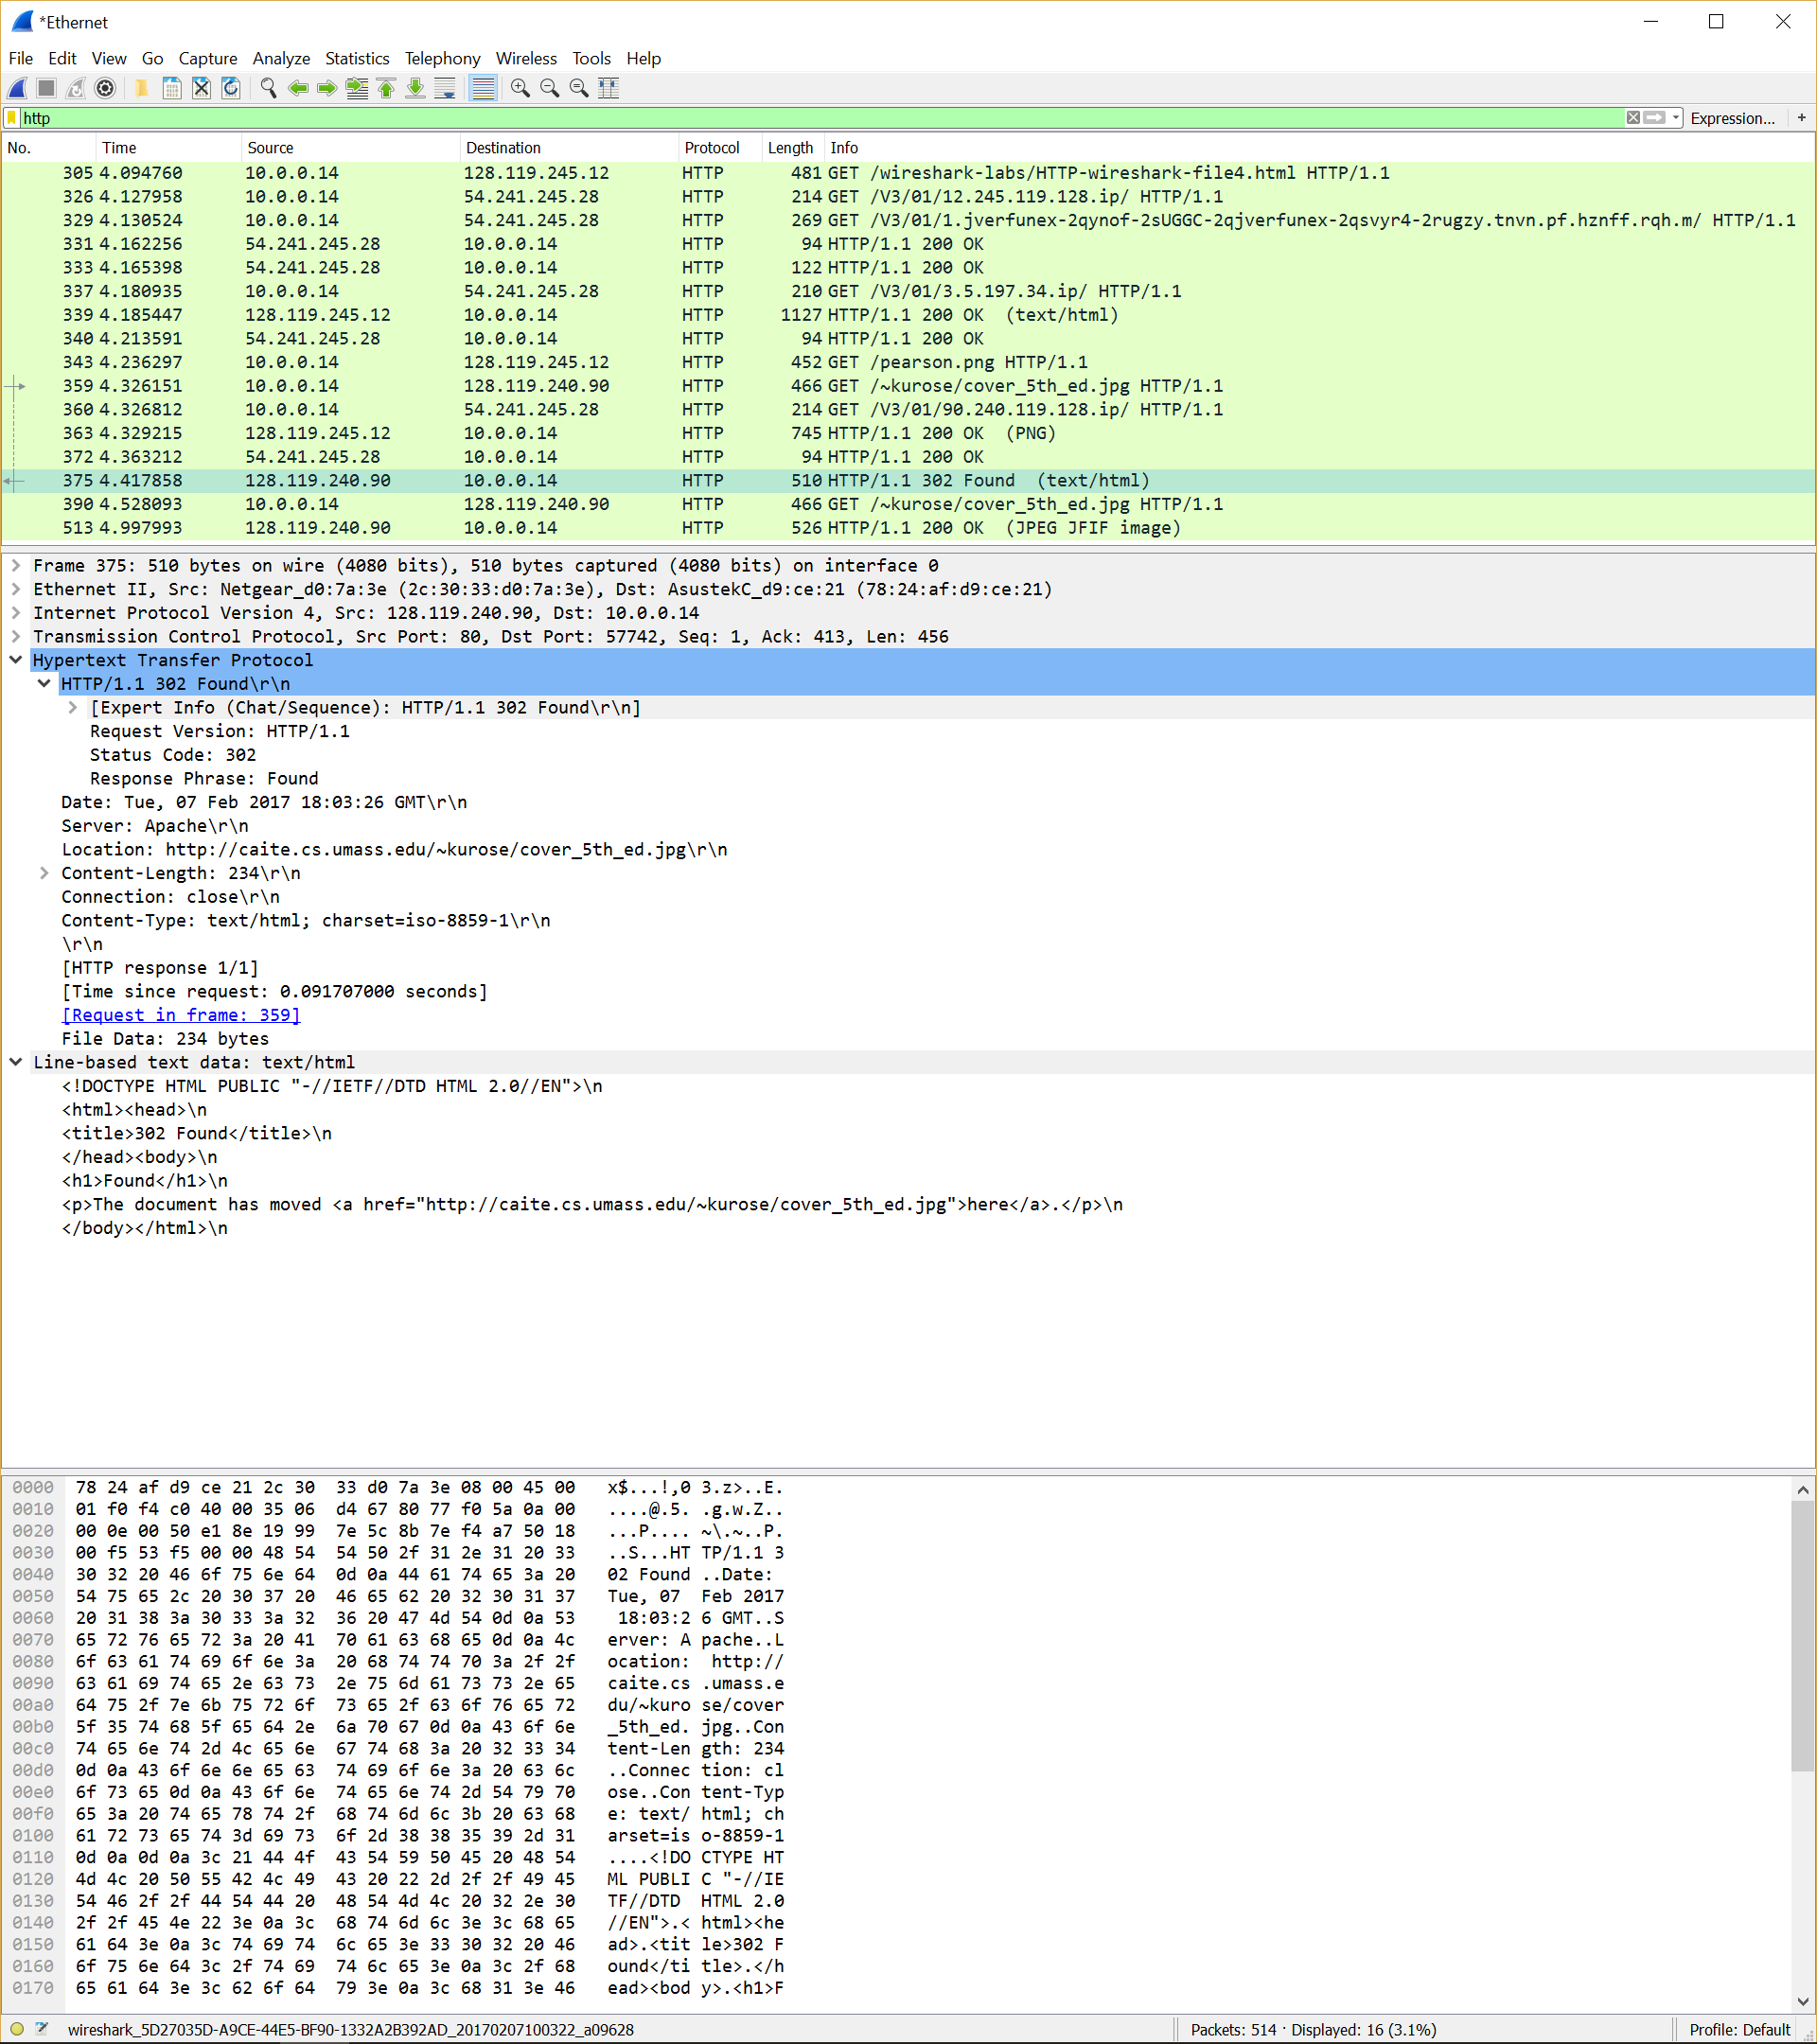 *Ethernet
File Edit View Go Capture Analyze Statistics Telephony Wireless Tools Help
http Expression... +
No. Time Source Destination Protocol Length Info
305 4.094760 10.0.0.14 128.119.245.12 HTTP 481 GET /wireshark-labs/HTTP-wireshark-file4.html HTTP/1.1
326 4.127958 10.0.0.14 54.241.245.28 HTTP 214 GET /V3/01/12.245.119.128.ip/ HTTP/1.1
329 4.130524 10.0.0.14 54.241.245.28 HTTP 269 GET /V3/01/1.jverfunex-2qynof-2sUGGC-2qjverfunex-2qsvyr4-2rugzy.tnvn.pf.hznff.rqh.m/ HTTP/1.1
331 4.162256 54.241.245.28 10.0.0.14 HTTP 94 HTTP/1.1 200 OK
333 4.165398 54.241.245.28 10.0.0.14 HTTP 122 HTTP/1.1 200 OK
337 4.180935 10.0.0.14 54.241.245.28 HTTP 210 GET /V3/01/3.5.197.34.ip/ HTTP/1.1
339 4.185447 128.119.245.12 10.0.0.14 HTTP 1127 HTTP/1.1 200 OK (text/html)
340 4.213591 54.241.245.28 10.0.0.14 HTTP 94 HTTP/1.1 200 OK
343 4.236297 10.0.0.14 128.119.245.12 HTTP 452 GET /pearson.png HTTP/1.1
359 4.326151 10.0.0.14 128.119.240.90 HTTP 466 GET /~kurose/cover_5th_ed.jpg HTTP/1.1
360 4.326812 10.0.0.14 54.241.245.28 HTTP 214 GET /V3/01/90.240.119.128.ip/ HTTP/1.1
363 4.329215 128.119.245.12 10.0.0.14 HTTP 745 HTTP/1.1 200 OK (PNG)
372 4.363212 54.241.245.28 10.0.0.14 HTTP 94 HTTP/1.1 200 OK
375 4.417858 128.119.240.90 10.0.0.14 HTTP 510 HTTP/1.1 302 Found (text/html)
390 4.528093 10.0.0.14 128.119.240.90 HTTP 466 GET /~kurose/cover_5th_ed.jpg HTTP/1.1
513 4.997993 128.119.240.90 10.0.0.14 HTTP 526 HTTP/1.1 200 OK (JPEG JFIF image)
Frame 375: 510 bytes on wire (4080 bits), 510 bytes captured (4080 bits) on interface 0
Ethernet II, Src: Netgear_d0:7a:3e (2c:30:33:d0:7a:3e), Dst: AsustekC_d9:ce:21 (78:24:af:d9:ce:21)
Internet Protocol Version 4, Src: 128.119.240.90, Dst: 10.0.0.14
Transmission Control Protocol, Src Port: 80, Dst Port: 57742, Seq: 1, Ack: 413, Len: 456
Hypertext Transfer Protocol
HTTP/1.1 302 Found\r\n
[Expert Info (Chat/Sequence): HTTP/1.1 302 Found\r\n]
Request Version: HTTP/1.1
Status Code: 302
Response Phrase: Found
Date: Tue, 07 Feb 2017 18:03:26 GMT\r\n
Server: Apache\r\n
Location: http://caite.cs.umass.edu/~kurose/cover_5th_ed.jpg\r\n
Content-Length: 234\r\n
Connection: close\r\n
Content-Type: text/html; charset=iso-8859-1\r\n
\r\n
[HTTP response 1/1]
[Time since request: 0.091707000 seconds]
[Request in frame: 359]
File Data: 234 bytes
Line-based text data: text/html
<!DOCTYPE HTML PUBLIC "-//IETF//DTD HTML 2.0//EN">\n
<html><head>\n
<title>302 Found</title>\n
</head><body>\n
<h1>Found</h1>\n
<p>The document has moved <a href="http://caite.cs.umass.edu/~kurose/cover_5th_ed.jpg">here</a>.</p>\n
</body></html>\n
0000 78 24 af d9 ce 21 2c 30 33 d0 7a 3e 08 00 45 00 x$...!,0 3.z>..E.
0010 01 f0 f4 c0 40 00 35 06 d4 67 80 77 f0 5a 0a 00 ....@.5. .g.w.Z..
0020 00 0e 00 50 e1 8e 19 99 7e 5c 8b 7e f4 a7 50 18 ...P.... ~\.~..P.
0030 00 f5 53 f5 00 00 48 54 54 50 2f 31 2e 31 20 33 ..S...HT TP/1.1 3
0040 30 32 20 46 6f 75 6e 64 0d 0a 44 61 74 65 3a 20 02 Found ..Date:
0050 54 75 65 2c 20 30 37 20 46 65 62 20 32 30 31 37 Tue, 07 Feb 2017
0060 20 31 38 3a 30 33 3a 32 36 20 47 4d 54 0d 0a 53 18:03:2 6 GMT..S
0070 65 72 76 65 72 3a 20 41 70 61 63 68 65 0d 0a 4c erver: A pache..L
0080 6f 63 61 74 69 6f 6e 3a 20 68 74 74 70 3a 2f 2f ocation: http://
0090 63 61 69 74 65 2e 63 73 2e 75 6d 61 73 73 2e 65 caite.cs .umass.e
00a0 64 75 2f 7e 6b 75 72 6f 73 65 2f 63 6f 76 65 72 du/~kuro se/cover
00b0 5f 35 74 68 5f 65 64 2e 6a 70 67 0d 0a 43 6f 6e _5th_ed. jpg..Con
00c0 74 65 6e 74 2d 4c 65 6e 67 74 68 3a 20 32 33 34 tent-Len gth: 234
00d0 0d 0a 43 6f 6e 6e 65 63 74 69 6f 6e 3a 20 63 6c ..Connec tion: cl
00e0 6f 73 65 0d 0a 43 6f 6e 74 65 6e 74 2d 54 79 70 ose..Con tent-Typ
00f0 65 3a 20 74 65 78 74 2f 68 74 6d 6c 3b 20 63 68 e: text/ html; ch
0100 61 72 73 65 74 3d 69 73 6f 2d 38 38 35 39 2d 31 arset=is o-8859-1
0110 0d 0a 0d 0a 3c 21 44 4f 43 54 59 50 45 20 48 54 ....<!DO CTYPE HT
0120 4d 4c 20 50 55 42 4c 49 43 20 22 2d 2f 2f 49 45 ML PUBLI C "-//IE
0130 54 46 2f 2f 44 54 44 20 48 54 4d 4c 20 32 2e 30 TF//DTD HTML 2.0
0140 2f 2f 45 4e 22 3e 0a 3c 68 74 6d 6c 3e 3c 68 65 //EN">.< html><he
0150 61 64 3e 0a 3c 74 69 74 6c 65 3e 33 30 32 20 46 ad>.<tit le>302 F
0160 6f 75 6e 64 3c 2f 74 69 74 6c 65 3e 0a 3c 2f 68 ound</ti tle>.</h
0170 65 61 64 3e 3c 62 6f 64 79 3e 0a 3c 68 31 3e 46 ead><bod y>.<h1>F
wireshark_5D27035D-A9CE-44E5-BF90-1332A2B392AD_20170207100322_a09628 Packets: 514 · Displayed: 16 (3.1%) Profile: Default